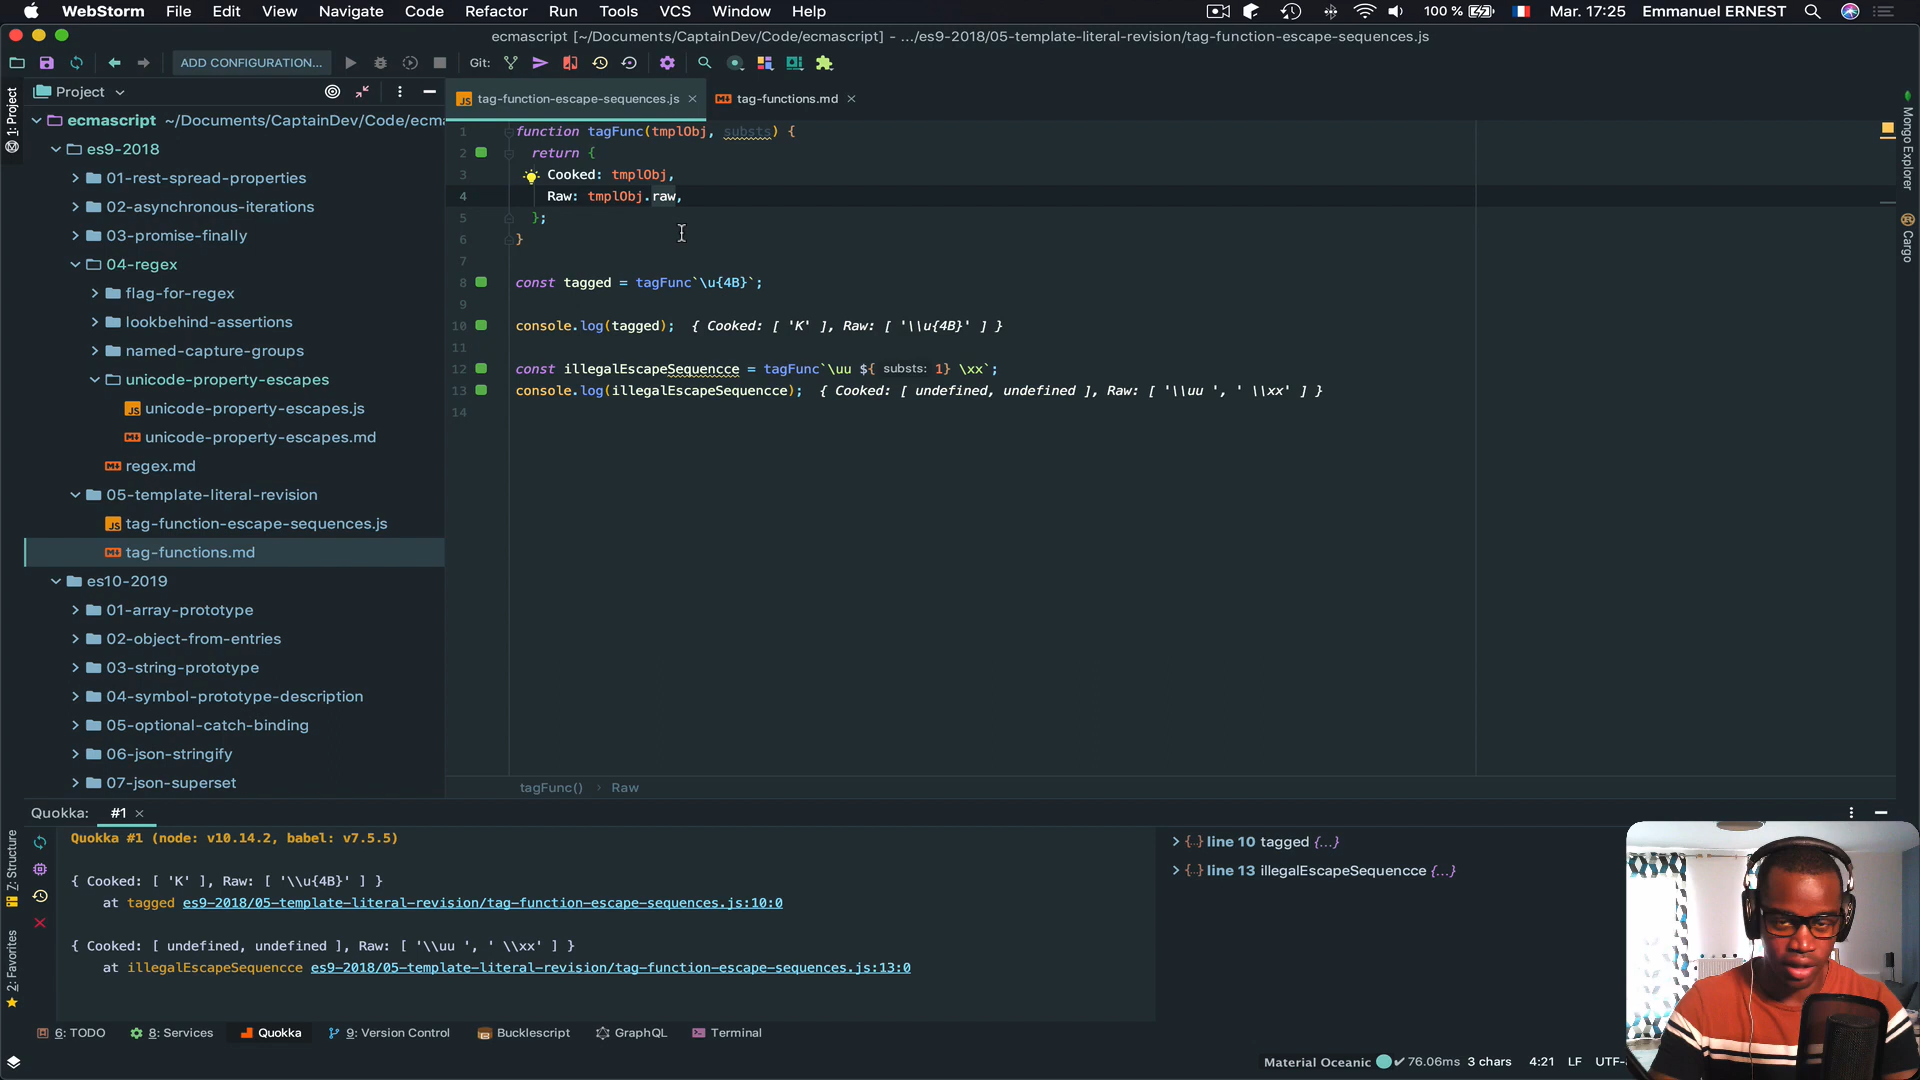 WebStorm File Edit View Navigate Code Refactor Run Tools VCS Window Help 100 % Mar. 17:25 Emmanuel ERNEST
ecmascript [~/Documents/CaptainDev/Code/ecmascript] - .../es9-2018/05-template-literal-revision/tag-function-escape-sequences.js
ADD CONFIGURATION... Git:
1: Project
Project
tag-function-escape-sequences.js
tag-functions.md
ecmascript ~/Documents/CaptainDev/Code/ecma
es9-2018
01-rest-spread-properties
02-asynchronous-iterations
03-promise-finally
04-regex
flag-for-regex
lookbehind-assertions
named-capture-groups
unicode-property-escapes
unicode-property-escapes.js
unicode-property-escapes.md
regex.md
05-template-literal-revision
tag-function-escape-sequences.js
tag-functions.md
es10-2019
01-array-prototype
02-object-from-entries
03-string-prototype
04-symbol-prototype-description
05-optional-catch-binding
06-json-stringify
07-json-superset
1 function tagFunc(tmplObj, substs) {
2 return {
3 Cooked: tmplObj,
4 Raw: tmplObj.raw,
5 };
6 }
7
8 const tagged = tagFunc`\u{4B}`;
9
10 console.log(tagged); { Cooked: [ 'K' ], Raw: [ '\\u{4B}' ] }
11
12 const illegalEscapeSequencce = tagFunc`\uu ${ substs: 1} \xx`;
13 console.log(illegalEscapeSequencce); { Cooked: [ undefined, undefined ], Raw: [ '\\uu ', ' \\xx' ] }
14
tagFunc() › Raw
Mongo Explorer
Cargo
Quokka: #1
Quokka #1 (node: v10.14.2, babel: v7.5.5)
{ Cooked: [ 'K' ], Raw: [ '\\u{4B}' ] }
at tagged es9-2018/05-template-literal-revision/tag-function-escape-sequences.js:10:0
{ Cooked: [ undefined, undefined ], Raw: [ '\\uu ', ' \\xx' ] }
at illegalEscapeSequencce es9-2018/05-template-literal-revision/tag-function-escape-sequences.js:13:0
{..} line 10 tagged {...}
{..} line 13 illegalEscapeSequencce {...}
Z: Structure
2: Favorites
6: TODO 8: Services Quokka 9: Version Control Bucklescript GraphQL Terminal
Material Oceanic 76.06ms 3 chars 4:21 LF UTF-